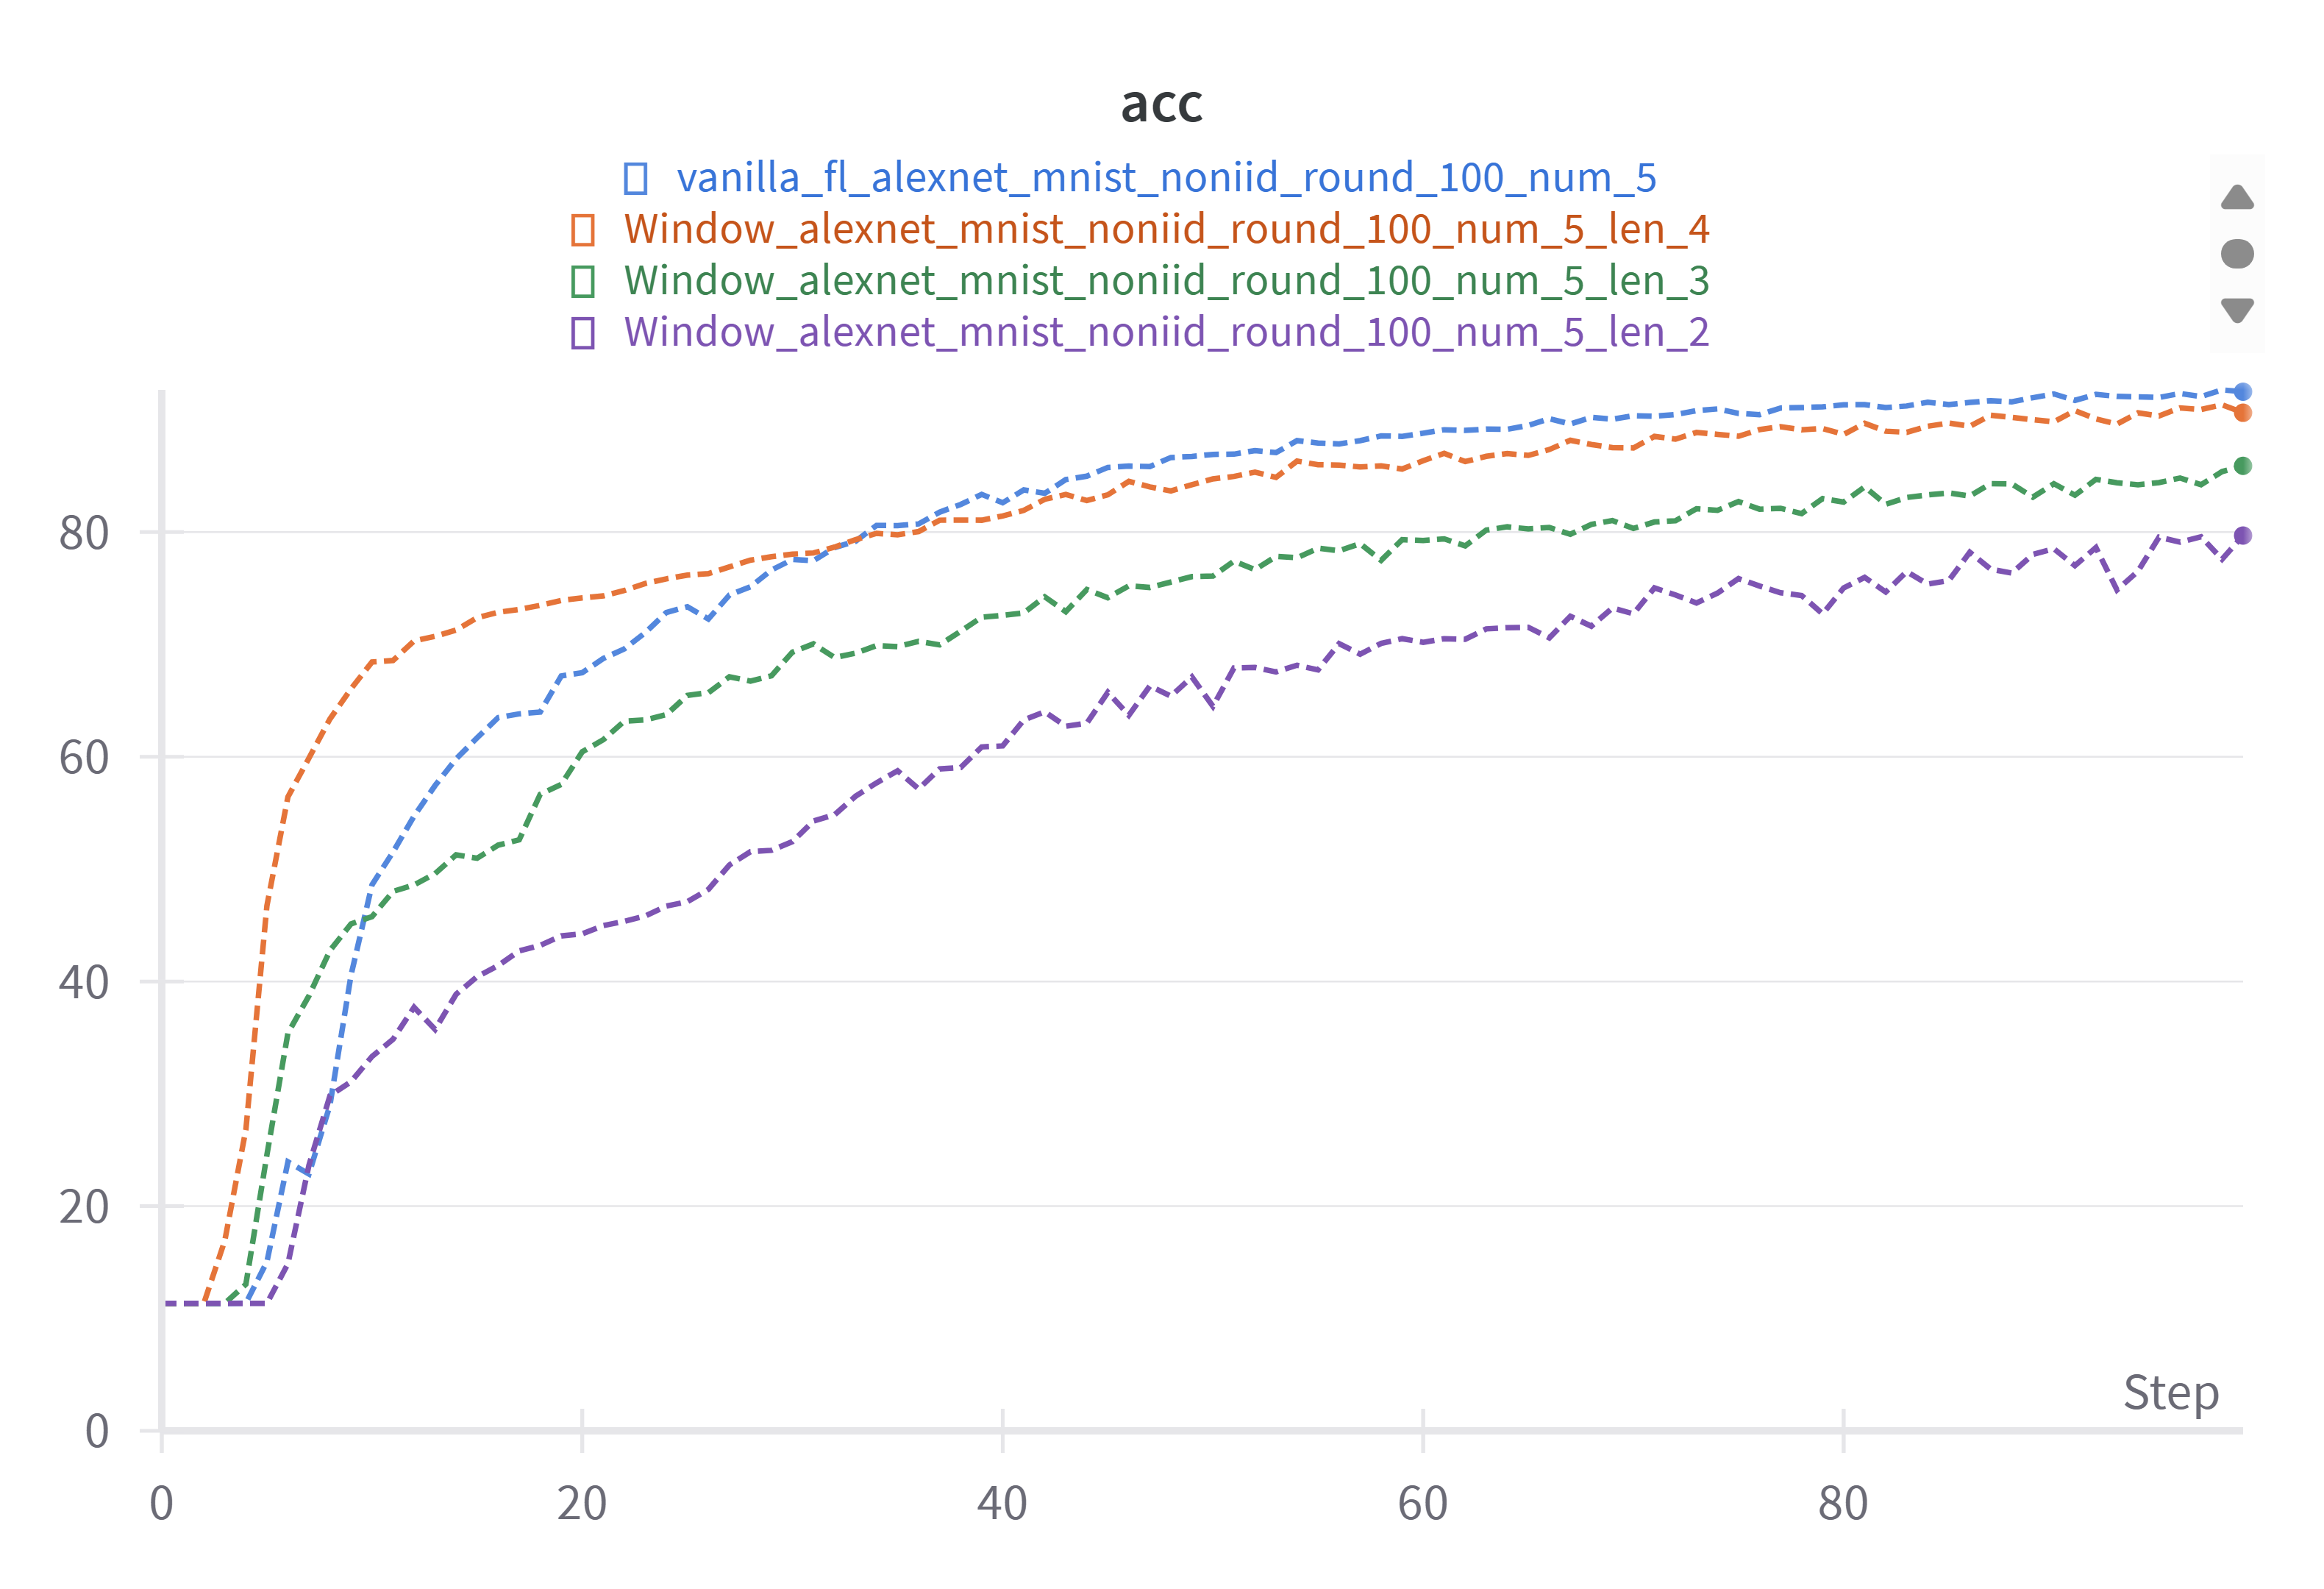 acc
vanilla_fl_alexnet_mnist_noniid_round_100_num_5
Window_alexnet_mnist_noniid_round_100_num_5_len_4
Window_alexnet_mnist_noniid_round_100_num_5_len_3
Window_alexnet_mnist_noniid_round_100_num_5_len_2
80
60
40
20
0
Step
0 20 40 60 80